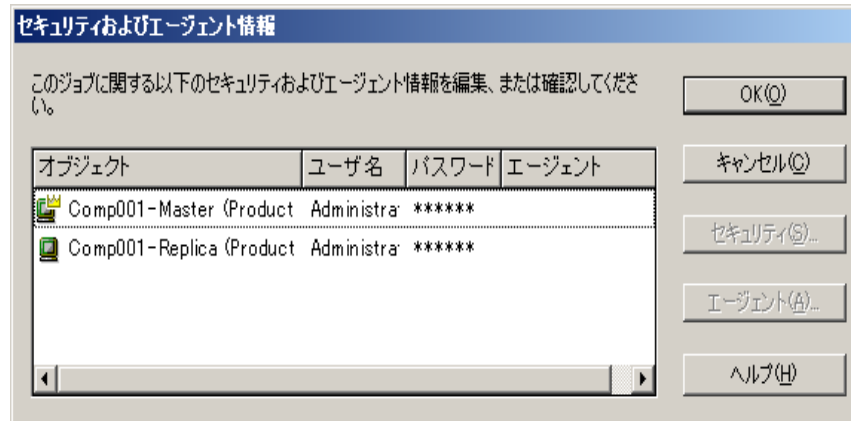 セキュリティおよびエージェント情報
このジョブに関する以下のセキュリティおよびエージェント情報を編集、または確認してくださ
い。
OK(O)
オブジェクト ユーザ名 パスワード エージェント
キャンセル(C)
Comp001-Master (Product Administra ******
Comp001-Replica (Product Administra ******
セキュリティ(S)...
エージェント(A)...
ヘルプ(H)